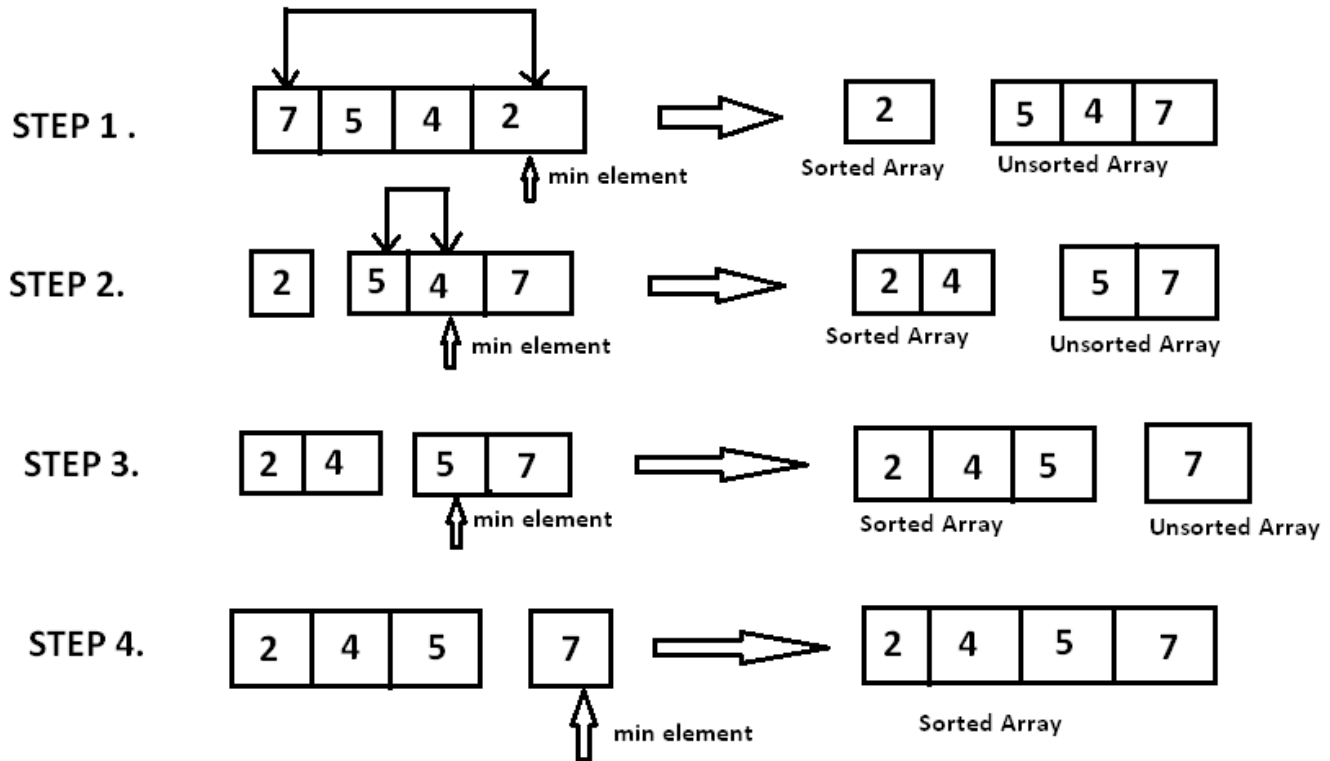 STEP 1 .
7 5 4 2
min element
2
Sorted Array
5 4 7
Unsorted Array
STEP 2.
2
5 4 7
min element
2 4
Sorted Array
5 7
Unsorted Array
STEP 3.
2 4
5 7
min element
2 4 5
Sorted Array
7
Unsorted Array
STEP 4.
2 4 5
7
min element
2 4 5 7
Sorted Array